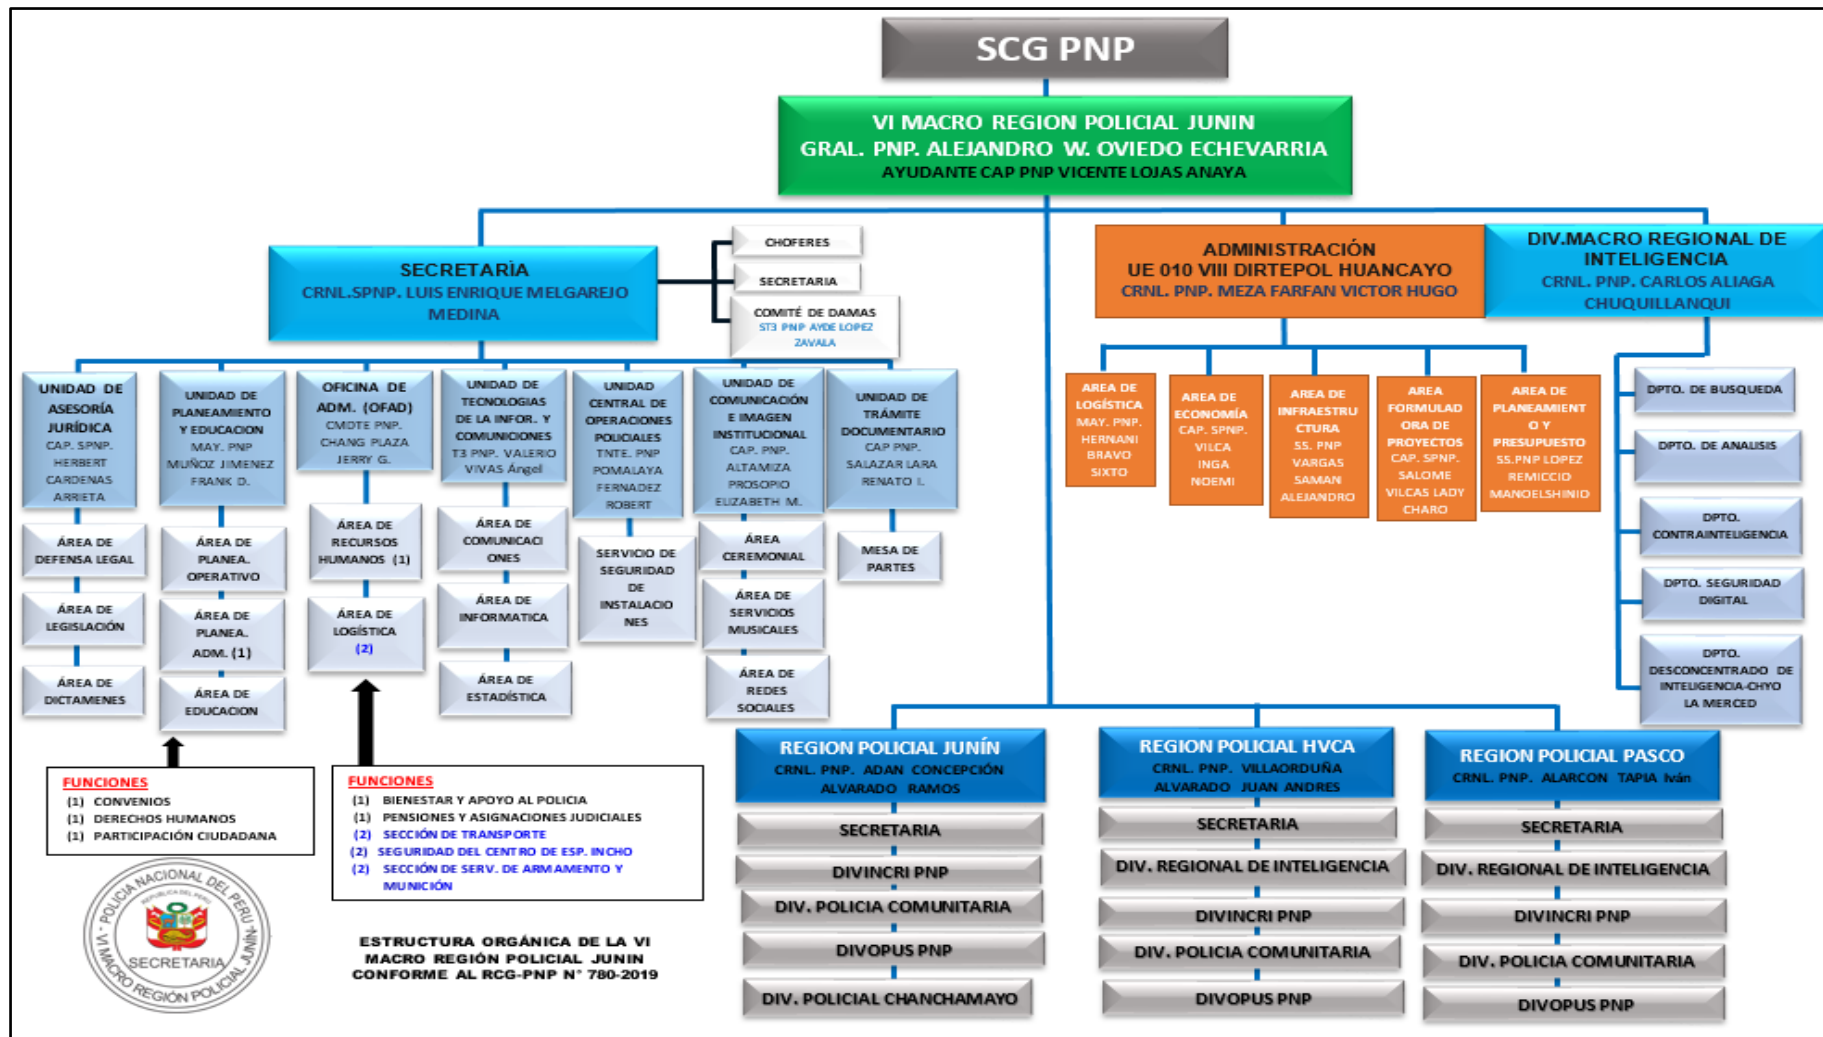 SCG PNP
VI MACRO REGION POLICIAL JUNIN
GRAL. PNP. ALEJANDRO W. OVIEDO ECHEVARRIA
AYUDANTE CAP PNP VICENTE LOJAS ANAYA
SECRETARÌA
CRNL.SPNP. LUIS ENRIQUE MELGAREJO
MEDINA
CHOFERES
SECRETARIA
COMITÉ DE DAMAS
ST3 PNP AYDE LOPEZ
ZAVALA
ADMINISTRACIÓN
UE 010 VIII DIRTEPOL HUANCAYO
CRNL. PNP. MEZA FARFAN VICTOR HUGO
DIV.MACRO REGIONAL DE
INTELIGENCIA
CRNL. PNP. CARLOS ALIAGA
CHUQUILLANQUI
UNIDAD DE
ASESORÍA
JURÍDICA
CAP. SPNP.
HERBERT
CARDENAS
ARRIETA
ÁREA DE
DEFENSA LEGAL
ÁREA DE
LEGISLACIÓN
ÁREA DE
DICTAMENES
UNIDAD DE
PLANEAMIENTO
Y EDUCACION
MAY. PNP
MUÑOZ JIMENEZ
FRANK D.
ÁREA DE
PLANEA.
OPERATIVO
ÁREA DE
PLANEA.
ADM. (1)
ÁREA DE
EDUCACION
OFICINA DE
ADM. (OFAD)
CMDTE PNP.
CHANG PLAZA
JERRY G.
ÁREA DE
RECURSOS
HUMANOS (1)
ÁREA DE
LOGÍSTICA
(2)
UNIDAD DE
TECNOLOGIAS
DE LA INFOR. Y
COMUNICIONES
T3 PNP. VALERIO
VIVAS Ángel
ÁREA DE
COMUNICACI
ONES
ÁREA DE
INFORMATICA
ÁREA DE
ESTADÍSTICA
UNIDAD
CENTRAL DE
OPERACIONES
POLICIALES
TNTE. PNP
POMALAYA
FERNADEZ
ROBERT
SERVICIO DE
SEGURIDAD
DE
INSTALACIO
NES
UNIDAD DE
COMUNICACIÓN
E IMAGEN
INSTITUCIONAL
CAP. PNP.
ALTAMIZA
PROSOPIO
ELIZABETH M.
ÁREA
CEREMONIAL
ÁREA DE
SERVICIOS
MUSICALES
ÁREA DE
REDES
SOCIALES
UNIDAD DE
TRÁMITE
DOCUMENTARIO
CAP PNP.
SALAZAR LARA
RENATO I.
MESA DE
PARTES
AREA DE
LOGÍSTICA
MAY. PNP.
HERNANI
BRAVO
SIXTO
AREA DE
ECONOMÍA
CAP. SPNP.
VILCA
INGA
NOEMI
AREA DE
INFRAESTRU
CTURA
SS. PNP
VARGAS
SAMAN
ALEJANDRO
AREA
FORMULAD
ORA DE
PROYECTOS
CAP. SPNP.
SALOME
VILCAS LADY
CHARO
AREA DE
PLANEAMIENT
O Y
PRESUPUESTO
SS.PNP LOPEZ
REMICCIO
MANOELSHINIO
DPTO. DE BUSQUEDA
DPTO. DE ANALISIS
DPTO.
CONTRAINTELIGENCIA
DPTO. SEGURIDAD
DIGITAL
DPTO.
DESCONCENTRADO DE
INTELIGENCIA-CHYO
LA MERCED
FUNCIONES
(1) CONVENIOS
(1) DERECHOS HUMANOS
(1) PARTICIPACIÓN CIUDADANA
FUNCIONES
(1) BIENESTAR Y APOYO AL POLICIA
(1) PENSIONES Y ASIGNACIONES JUDICIALES
(2) SECCIÓN DE TRANSPORTE
(2) SEGURIDAD DEL CENTRO DE ESP. INCHO
(2) SECCIÓN DE SERV. DE ARMAMENTO Y
MUNICIÓN
REGION POLICIAL JUNÍN
CRNL. PNP. ADAN CONCEPCIÓN
ALVARADO RAMOS
SECRETARIA
DIVINCRI PNP
DIV. POLICIA COMUNITARIA
DIVOPUS PNP
DIV. POLICIAL CHANCHAMAYO
REGION POLICIAL HVCA
CRNL. PNP. VILLAORDUÑA
ALVARADO JUAN ANDRES
SECRETARIA
DIV. REGIONAL DE INTELIGENCIA
DIVINCRI PNP
DIV. POLICIA COMUNITARIA
DIVOPUS PNP
REGION POLICIAL PASCO
CRNL. PNP. ALARCON TAPIA Iván
SECRETARIA
DIV. REGIONAL DE INTELIGENCIA
DIVINCRI PNP
DIV. POLICIA COMUNITARIA
DIVOPUS PNP
POLICIA NACIONAL DEL PERU
REPUBLICA DEL PERU
SECRETARIA
VI MACRO REGIÓN POLICIAL JUNÍN
ESTRUCTURA ORGÁNICA DE LA VI
MACRO REGIÓN POLICIAL JUNIN
CONFORME AL RCG-PNP N° 780-2019